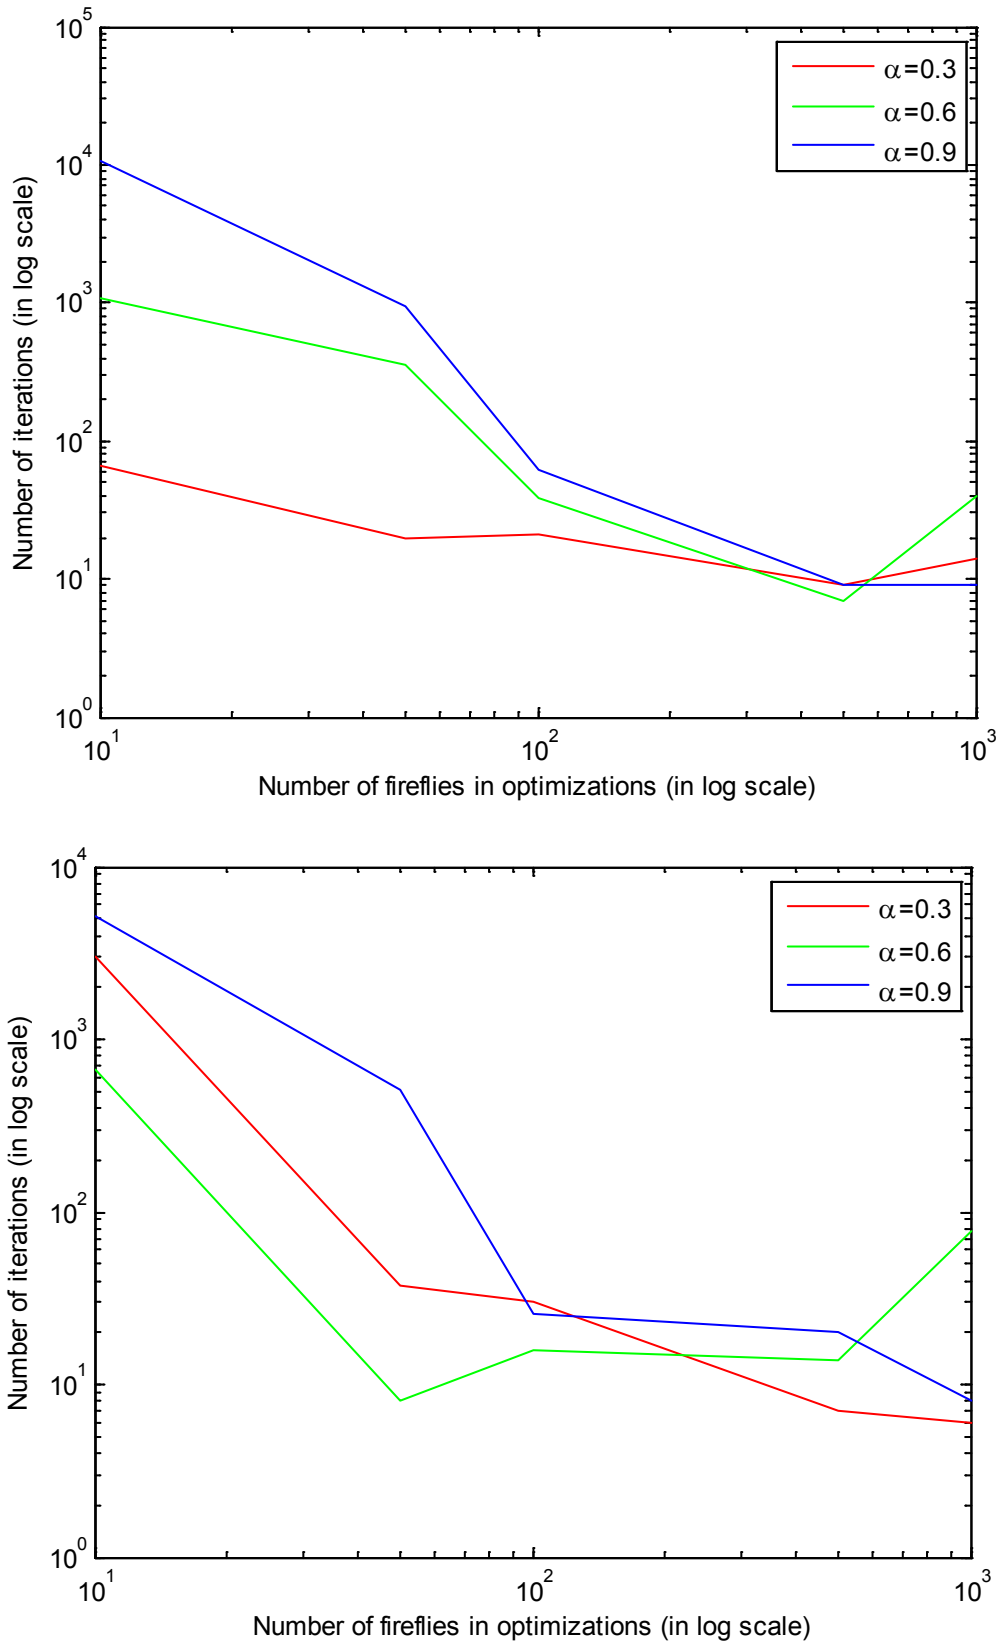 10^5
10^4
10^3
10^2
10^1
10^0
Number of iterions (in log scale)
α=0.3
α=0.6
α=0.9
10^1
10^2
10^3
Number of fireflies in optimizations (in log scale)
10^4
10^3
10^2
10^1
10^0
Number of iterations (in log scale)
α=0.3
α=0.6
α=0.9
10^1
10^2
10^3
Number of fireflies in optimizations (in log scale)